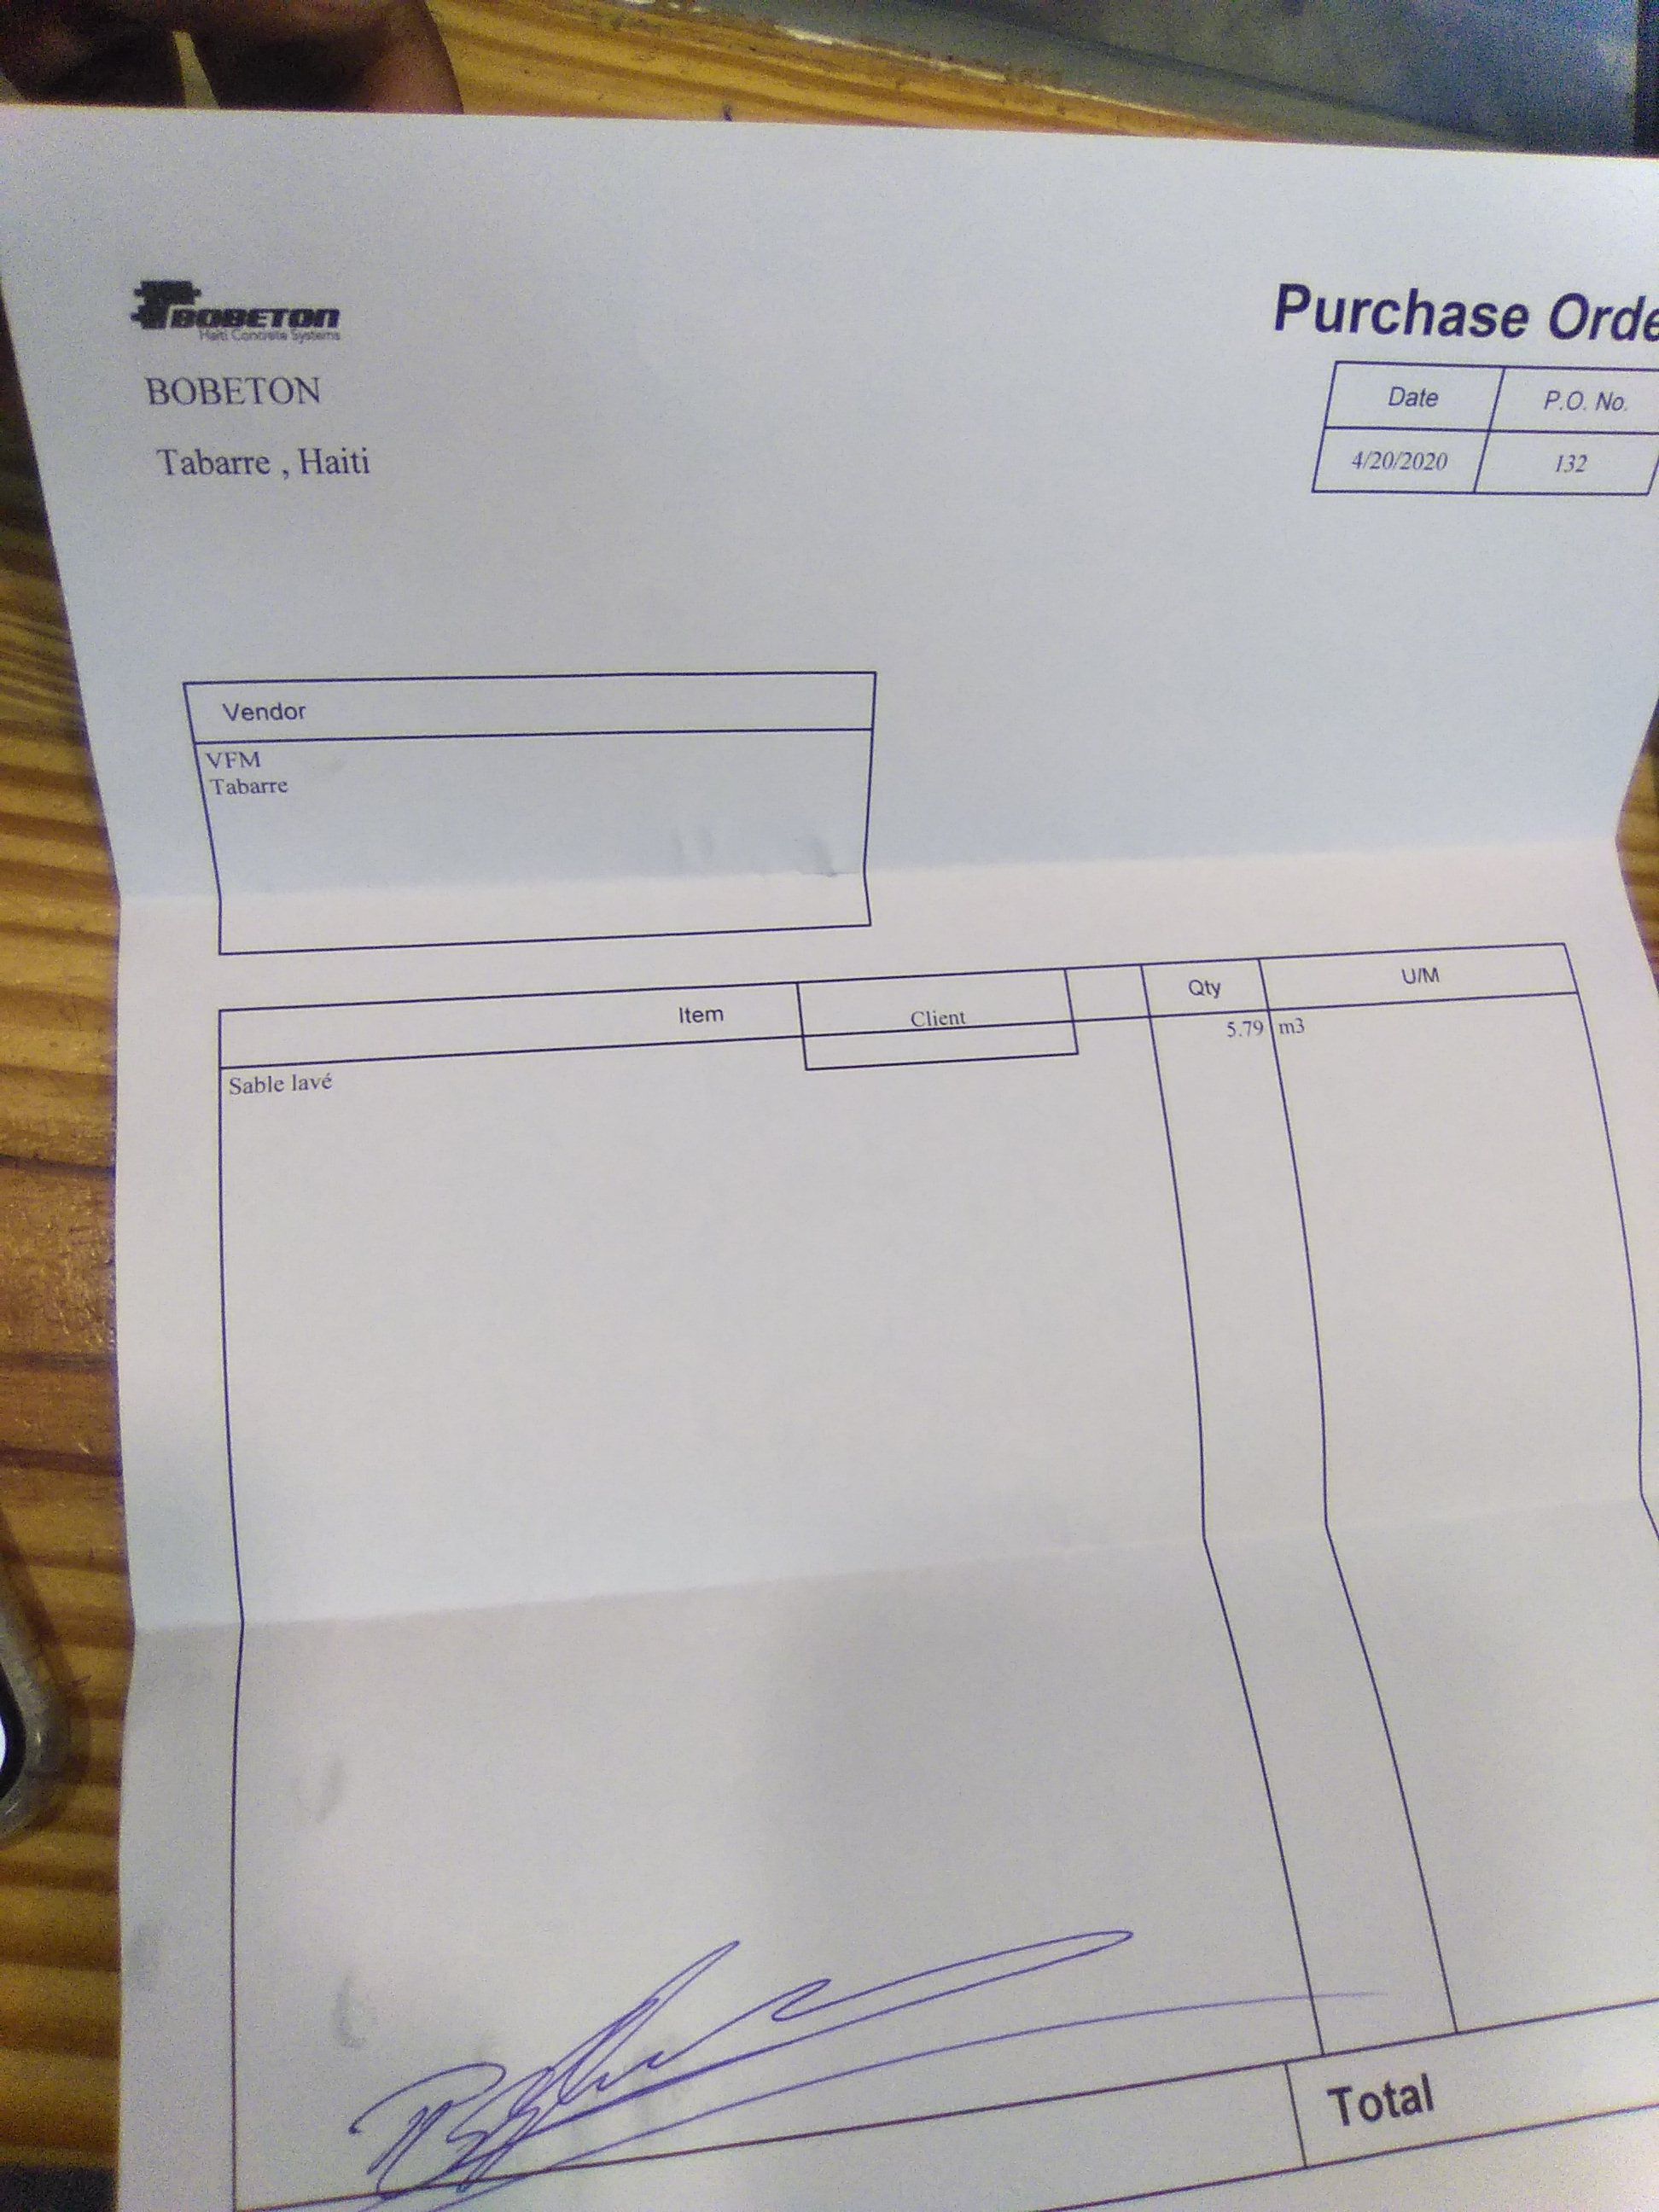 BOBETON
Haiti Concrete Systems
BOBETON
Tabarre , Haiti
Purchase Orde
Date P.O. No.
4/20/2020 132
Vendor
VFM
Tabarre
Item Client Qty U/M
Sable lavé 5.79 m3
Total